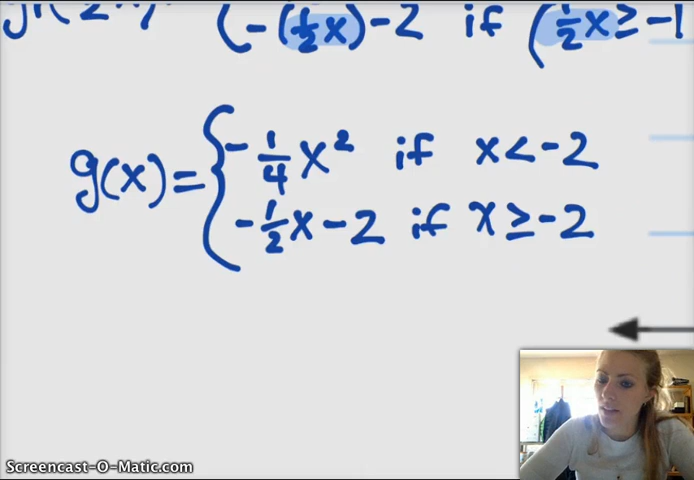 -(½x)-2 if (½x≥-1
g(x)= { -¼x² if x<-2
-½x-2 if x≥-2
Screencast-O-Matic.com